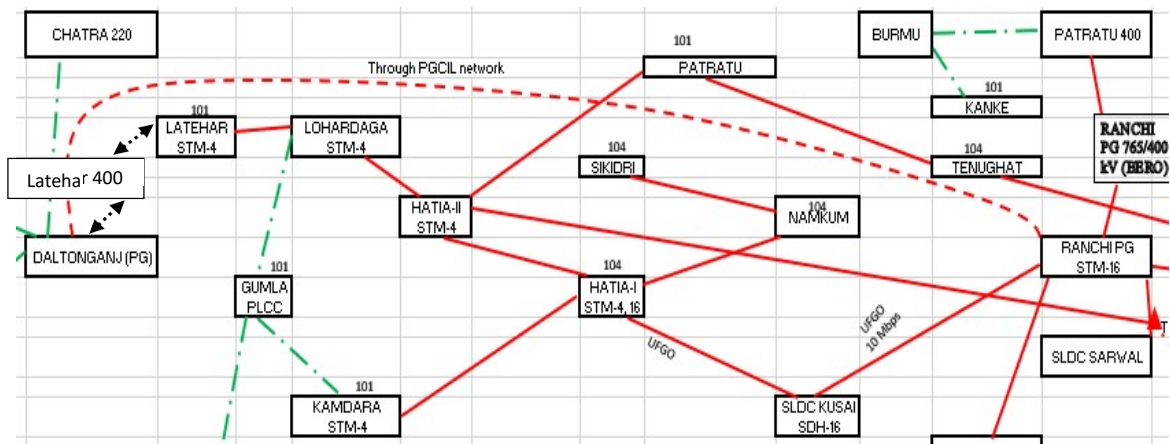 CHATRA 220
BURMU
PATRATU 400
101
PATRATU
Through PGCIL network
101
KANKE
101
LATEHAR
STM-4
LOHARDAGA
STM-4
RANCHI
PG 765/400
kV (BERO)
104
SIKIDRI
104
TENUGHAT
Latehar 400
HATIA-II
STM-4
104
NAMKUM
DALTONGANJ (PG)
RANCHI PG
STM-16
101
GUMLA
PLCC
104
HATIA-I
STM-4, 16
UFGO
UFGO
10 Mbps
T
SLDC SARWAL
101
KAMDARA
STM-4
SLDC KUSAI
SDH-16